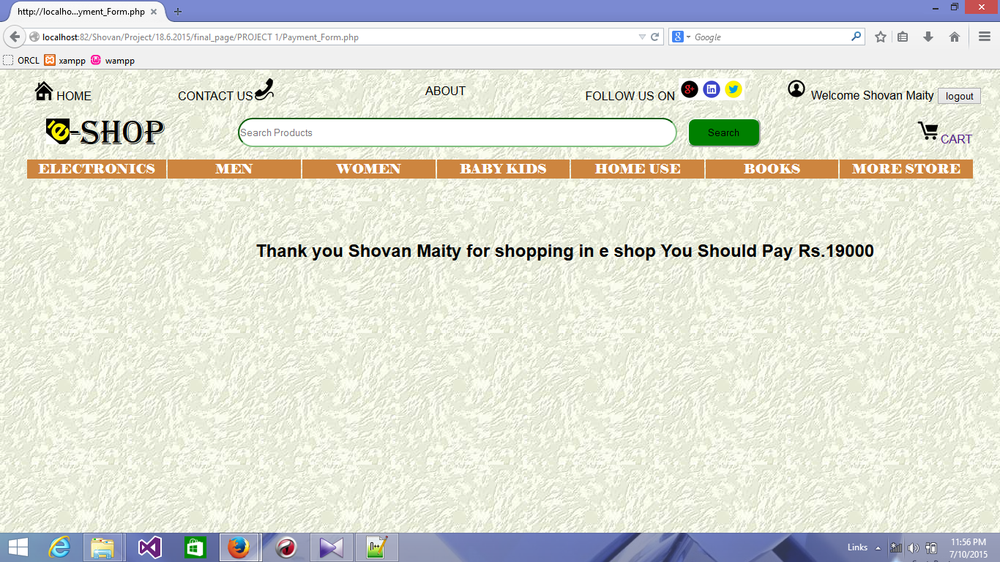 http://localho...yment_Form.php
localhost:82/Shovan/Project/18.6.2015/final_page/PROJECT 1/Payment_Form.php
Google
ORCL xampp wampp
HOME CONTACT US ABOUT FOLLOW US ON Welcome Shovan Maity logout
e-SHOP Search Products Search CART
ELECTRONICS MEN WOMEN BABY KIDS HOME USE BOOKS MORE STORE
Thank you Shovan Maity for shopping in e shop You Should Pay Rs.19000
Links 11:56 PM
7/10/2015